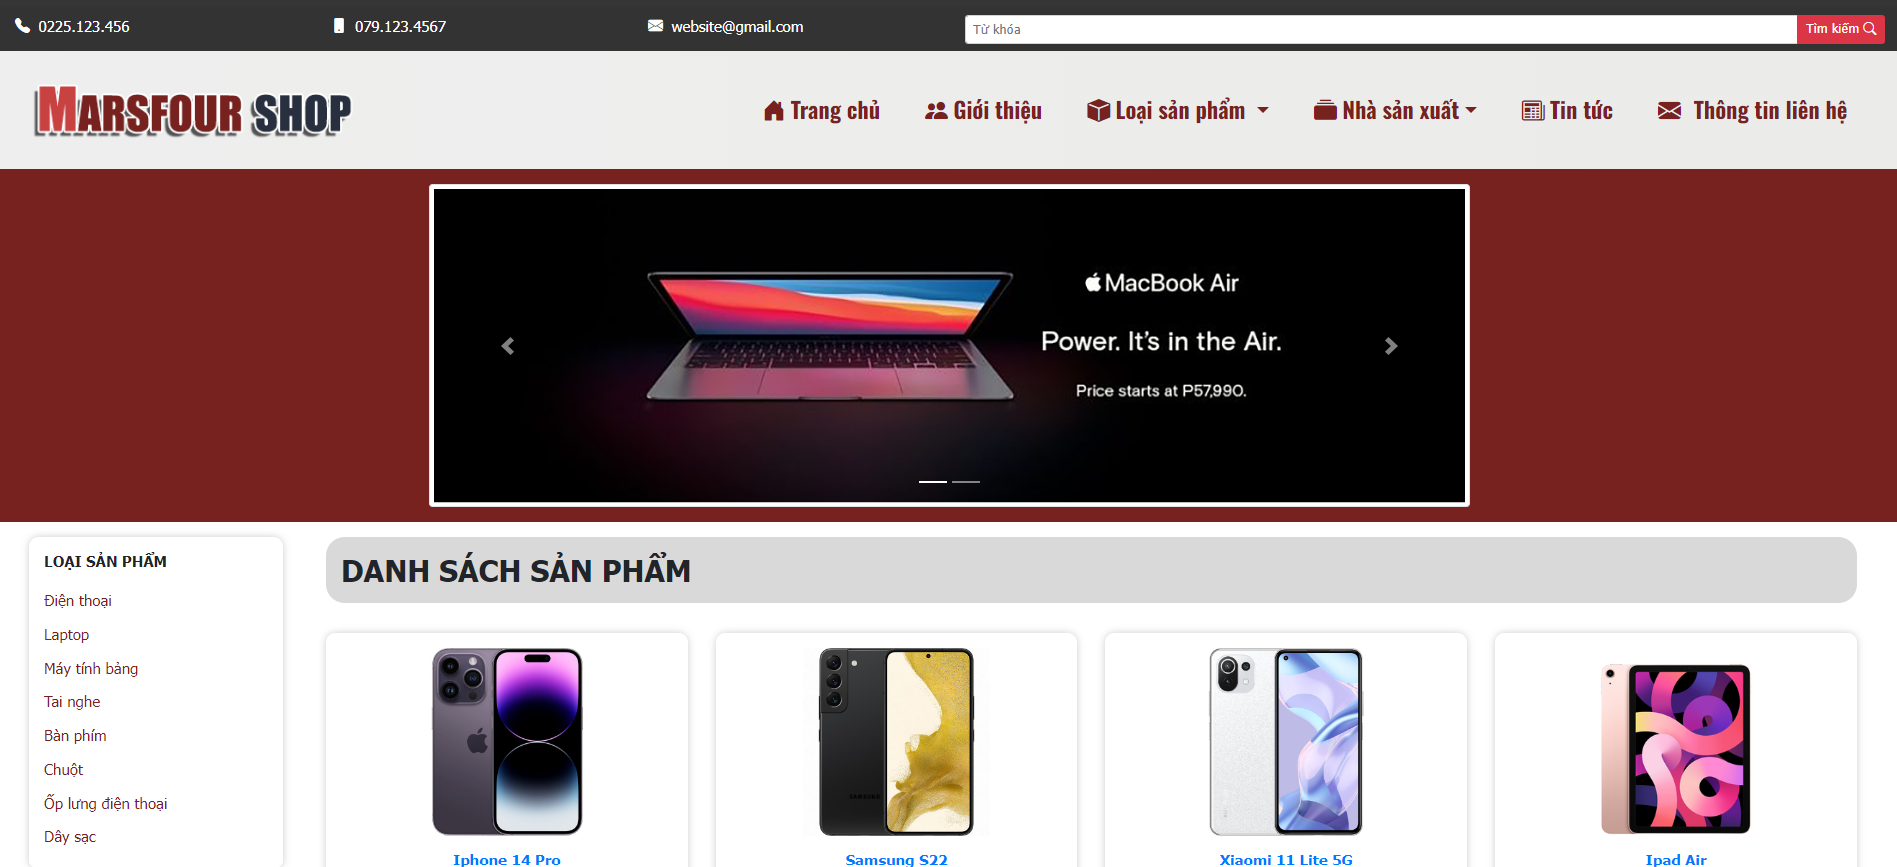 0225.123.456
079.123.4567
website@gmail.com
Từ khóa
Tìm kiếm
MARSFOUR SHOP
Trang chủ
Giới thiệu
Loại sản phẩm
Nhà sản xuất
Tin tức
Thông tin liên hệ
MacBook Air
Power. It's in the Air.
Price starts at P57,990.
LOẠI SẢN PHẨM
Điện thoại
Laptop
Máy tính bảng
Tai nghe
Bàn phím
Chuột
Ốp lưng điện thoại
Dây sạc
DANH SÁCH SẢN PHẨM
SAMSUNG
Iphone 14 Pro
Samsung S22
Xiaomi 11 Lite 5G
Ipad Air